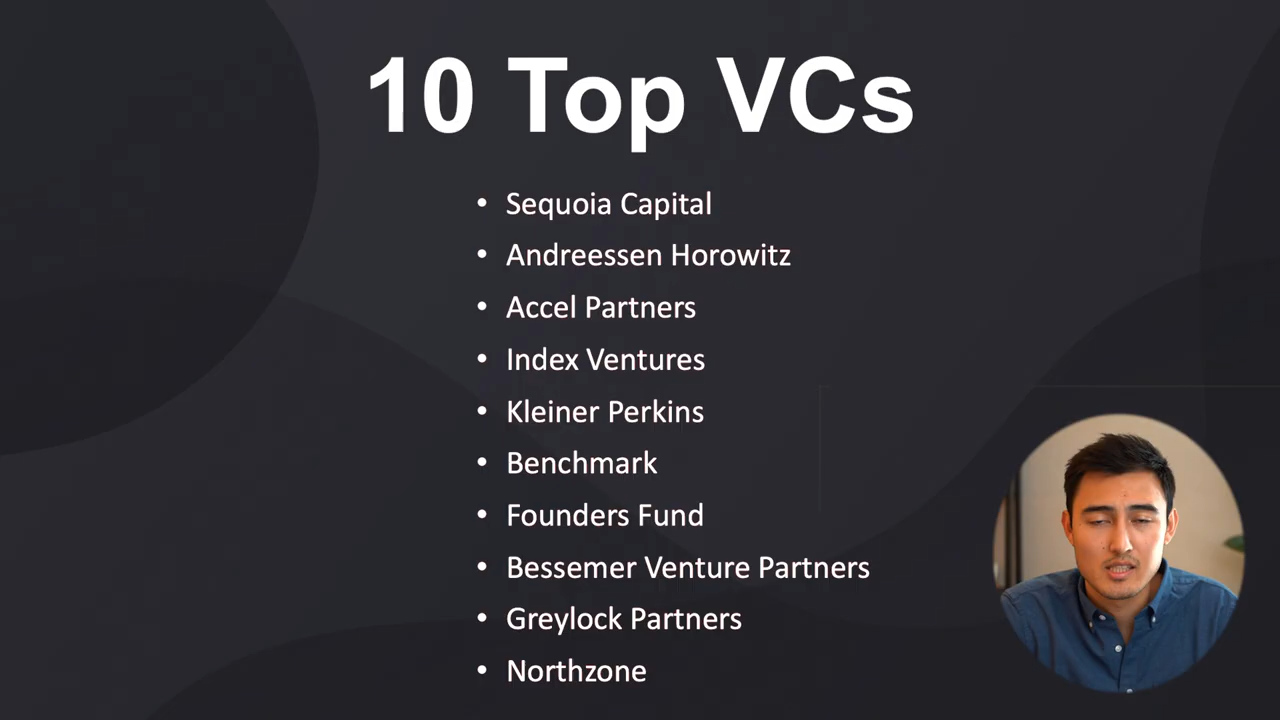 10 Top VCs
• Sequoia Capital
• Andreessen Horowitz
• Accel Partners
• Index Ventures
• Kleiner Perkins
• Benchmark
• Founders Fund
• Bessemer Venture Partners
• Greylock Partners
• Northzone